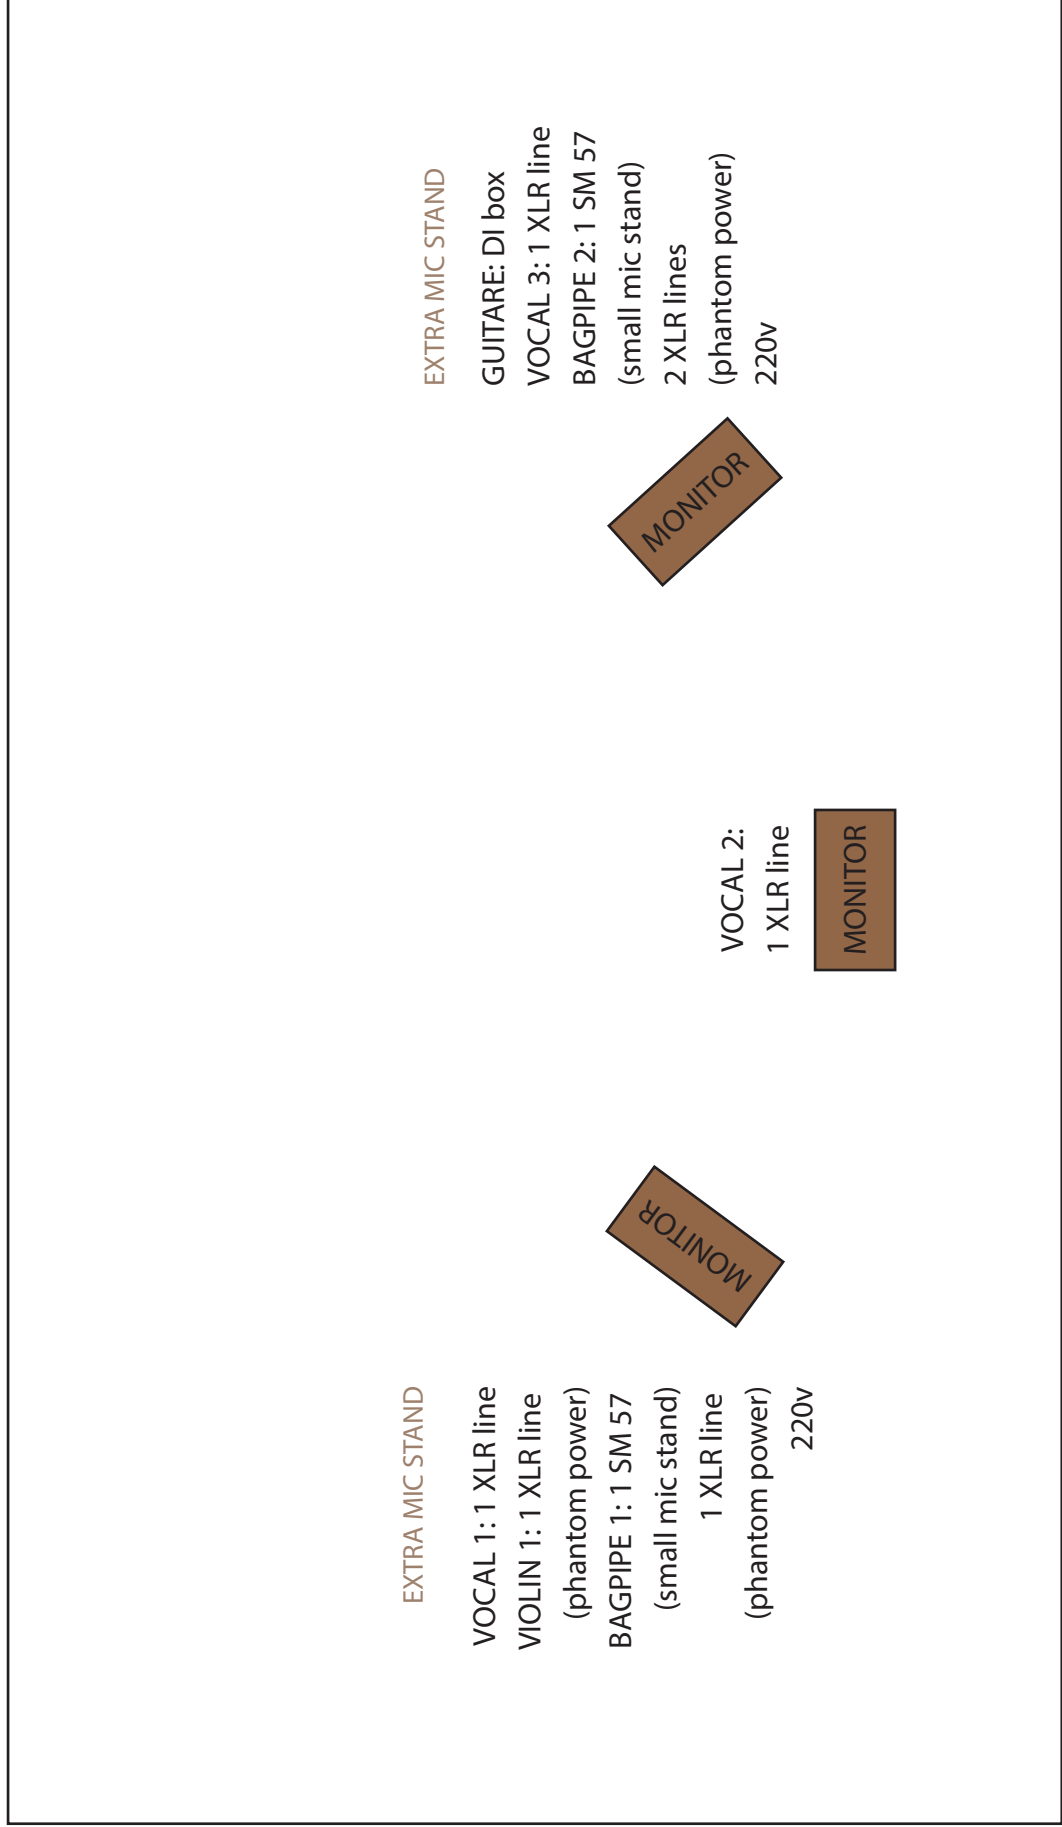 EXTRA MIC STAND
VOCAL 1: 1 XLR line
VIOLIN 1: 1 XLR line
(phantom power)
BAGPIPE 1: 1 SM 57
(small mic stand)
1 XLR line
(phantom power)
220v
MONITOR
VOCAL 2:
1 XLR line
MONITOR
EXTRA MIC STAND
GUITARE: DI box
VOCAL 3: 1 XLR line
BAGPIPE 2: 1 SM 57
(small mic stand)
2 XLR lines
(phantom power)
220v
MONITOR